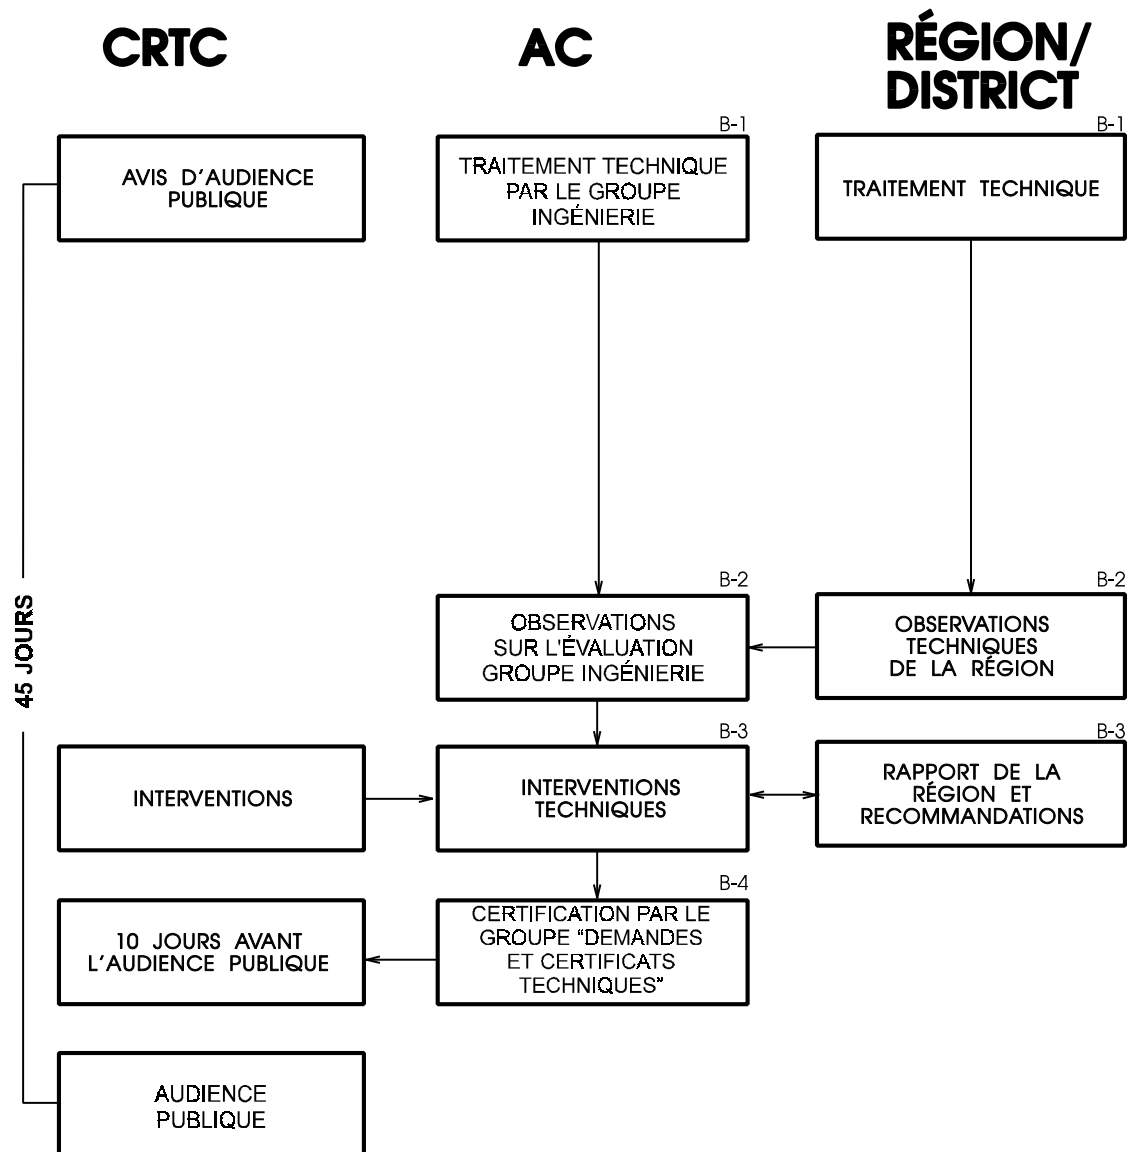 CRTC
AC
RÉGION/
DISTRICT
AVIS D'AUDIENCE
PUBLIQUE
B-1
TRAITEMENT TECHNIQUE
PAR LE GROUPE
INGÉNIERIE
B-1
TRAITEMENT TECHNIQUE
45 JOURS
B-2
OBSERVATIONS
SUR L'ÉVALUATION
GROUPE INGÉNIERIE
B-2
OBSERVATIONS
TECHNIQUES
DE LA RÉGION
INTERVENTIONS
B-3
INTERVENTIONS
TECHNIQUES
B-3
RAPPORT DE LA
RÉGION ET
RECOMMANDATIONS
10 JOURS AVANT
L'AUDIENCE PUBLIQUE
B-4
CERTIFICATION PAR LE
GROUPE "DEMANDES
ET CERTIFICATS
TECHNIQUES"
AUDIENCE
PUBLIQUE